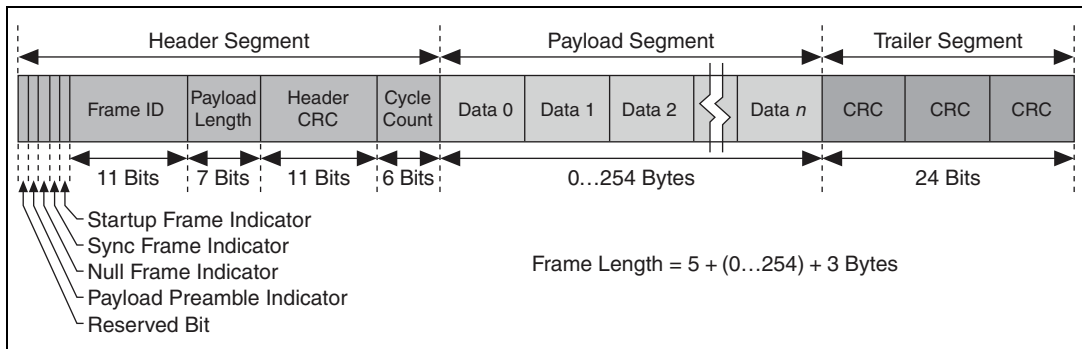 Header Segment Payload Segment Trailer Segment
Frame ID Payload Length Header CRC Cycle Count Data 0 Data 1 Data 2 Data n CRC CRC CRC
11 Bits 7 Bits 11 Bits 6 Bits 0…254 Bytes 24 Bits
Startup Frame Indicator
Sync Frame Indicator
Null Frame Indicator
Payload Preamble Indicator
Reserved Bit
Frame Length = 5 + (0…254) + 3 Bytes